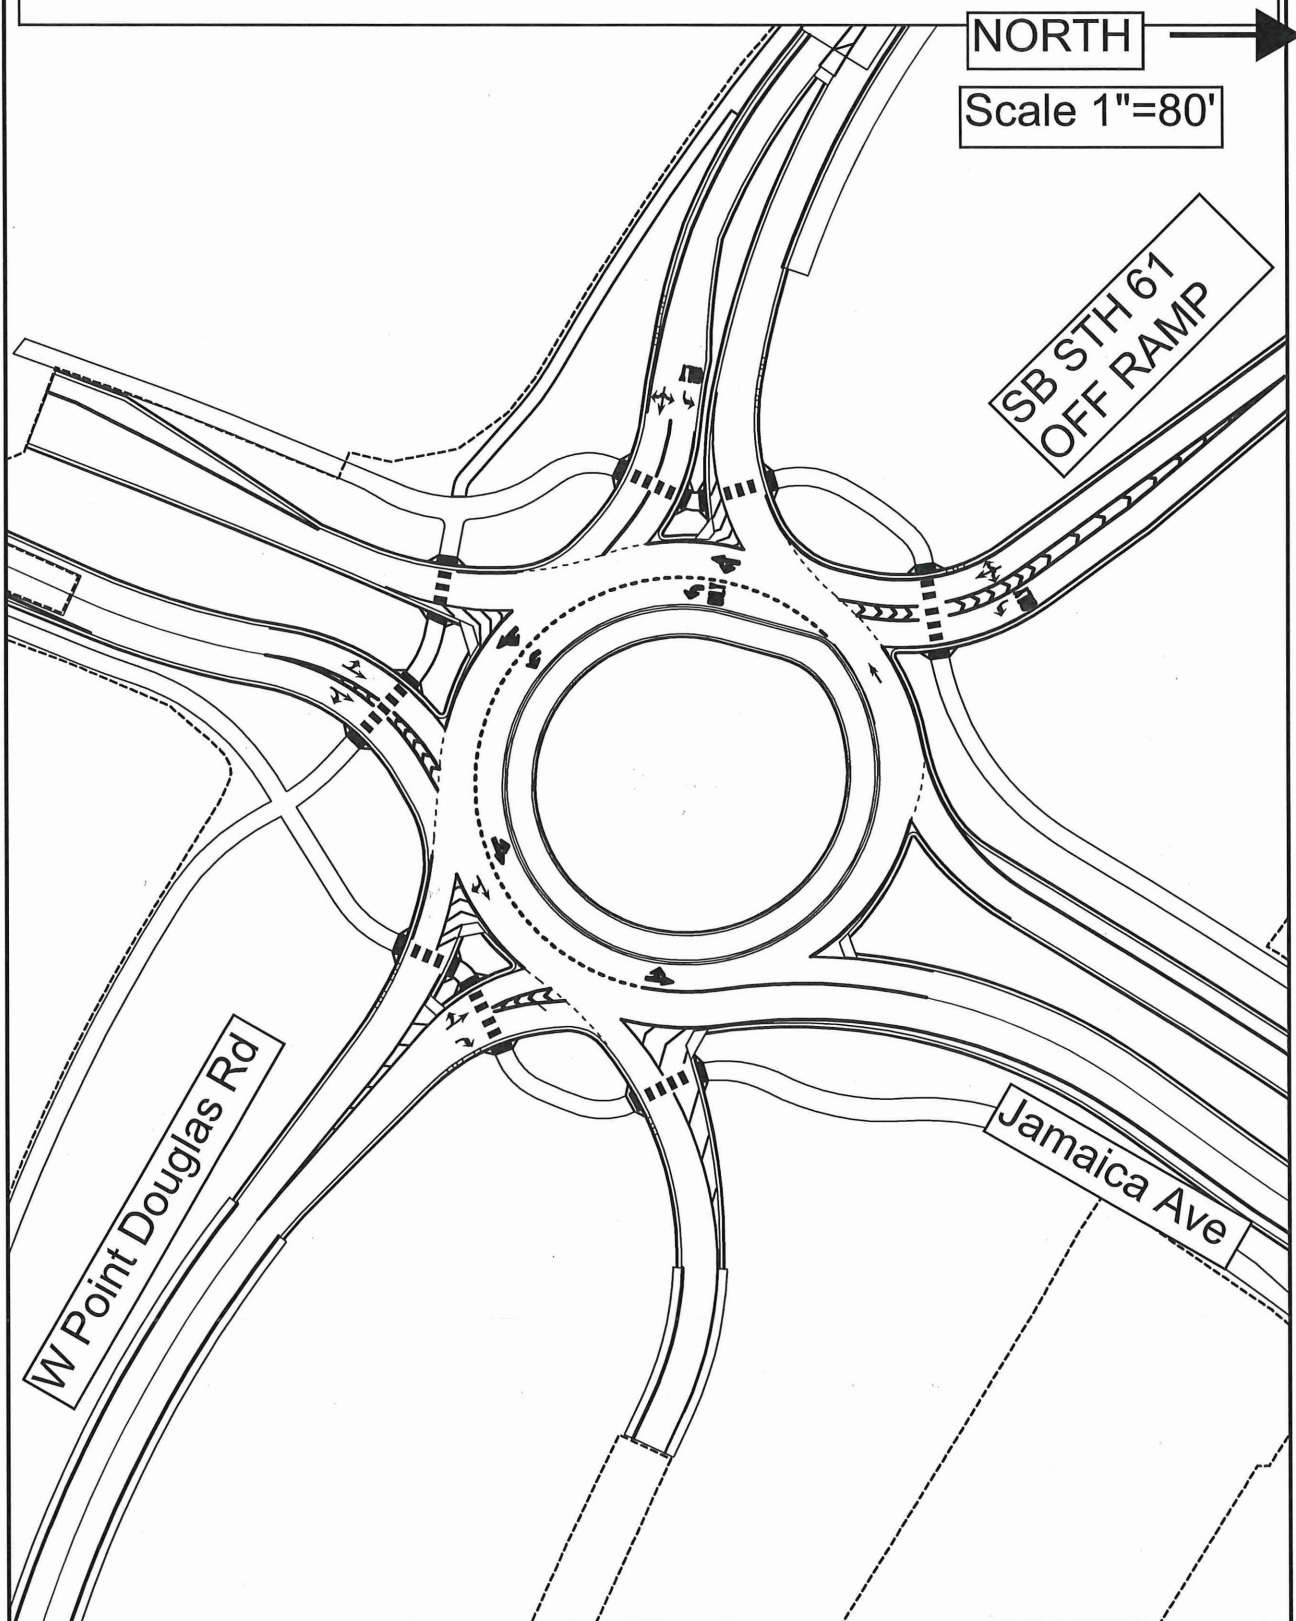 NORTH
Scale 1"=80'
SB STH 61
OFF RAMP
W Point Douglas Rd
Jamaica Ave